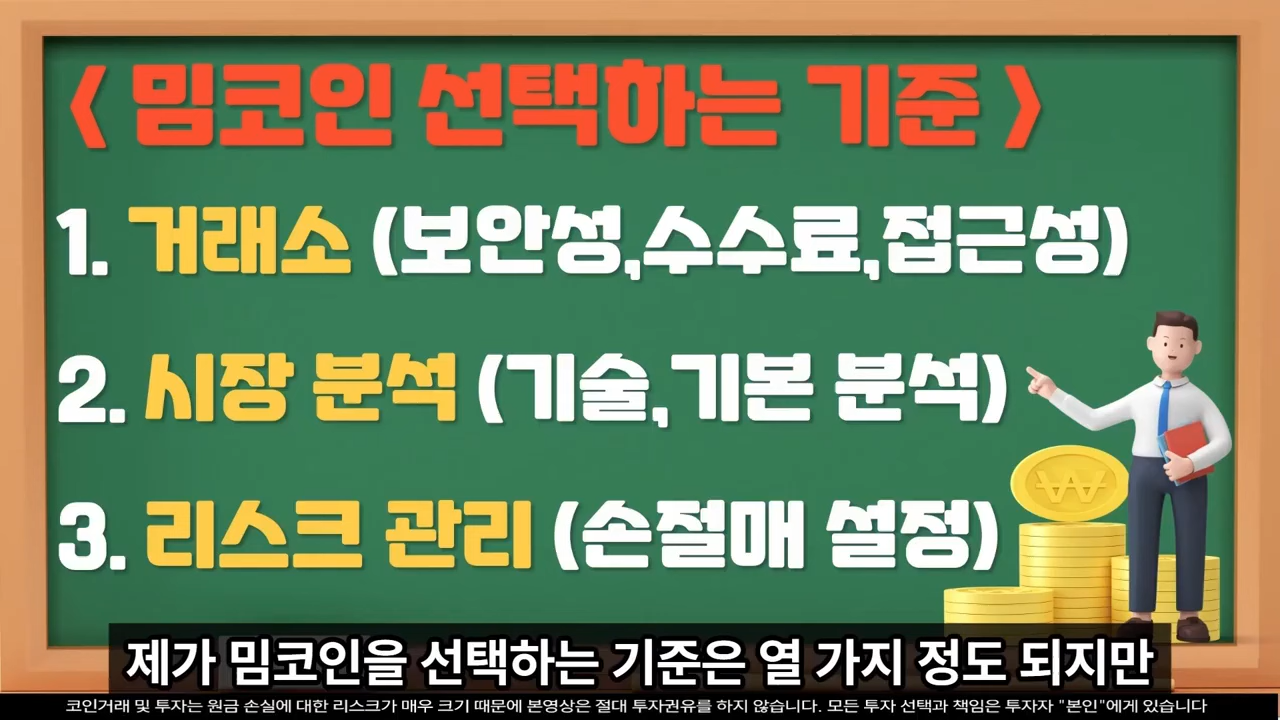 < 밈코인 선택하는 기준 >
1. 거래소 (보안성,수수료,접근성)
2. 시장 분석 (기술,기본 분석)
3. 리스크 관리 (손절매 설정)
제가 밈코인을 선택하는 기준은 열 가지 정도 되지만
코인거래 및 투자는 원금 손실에 대한 리스크가 매우 크기 때문에 본영상은 절대 투자권유를 하지 않습니다. 모든 투자 선택과 책임은 투자자 "본인"에게 있습니다